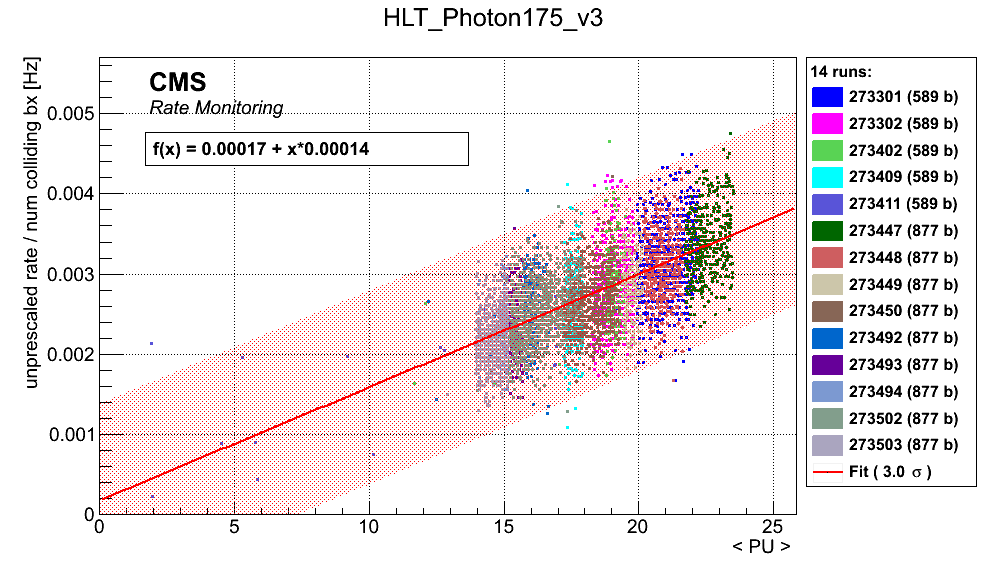 HLT_Photon175_v3
unprescaled rate / num colliding bx [Hz]
CMS
Rate Monitoring
f(x) = 0.00017 + x*0.00014
0.005
0.004
0.003
0.002
0.001
0
0 5 10 15 20 25
< PU >
14 runs:
273301 (589 b)
273302 (589 b)
273402 (589 b)
273409 (589 b)
273411 (589 b)
273447 (877 b)
273448 (877 b)
273449 (877 b)
273450 (877 b)
273492 (877 b)
273493 (877 b)
273494 (877 b)
273502 (877 b)
273503 (877 b)
Fit ( 3.0 σ )